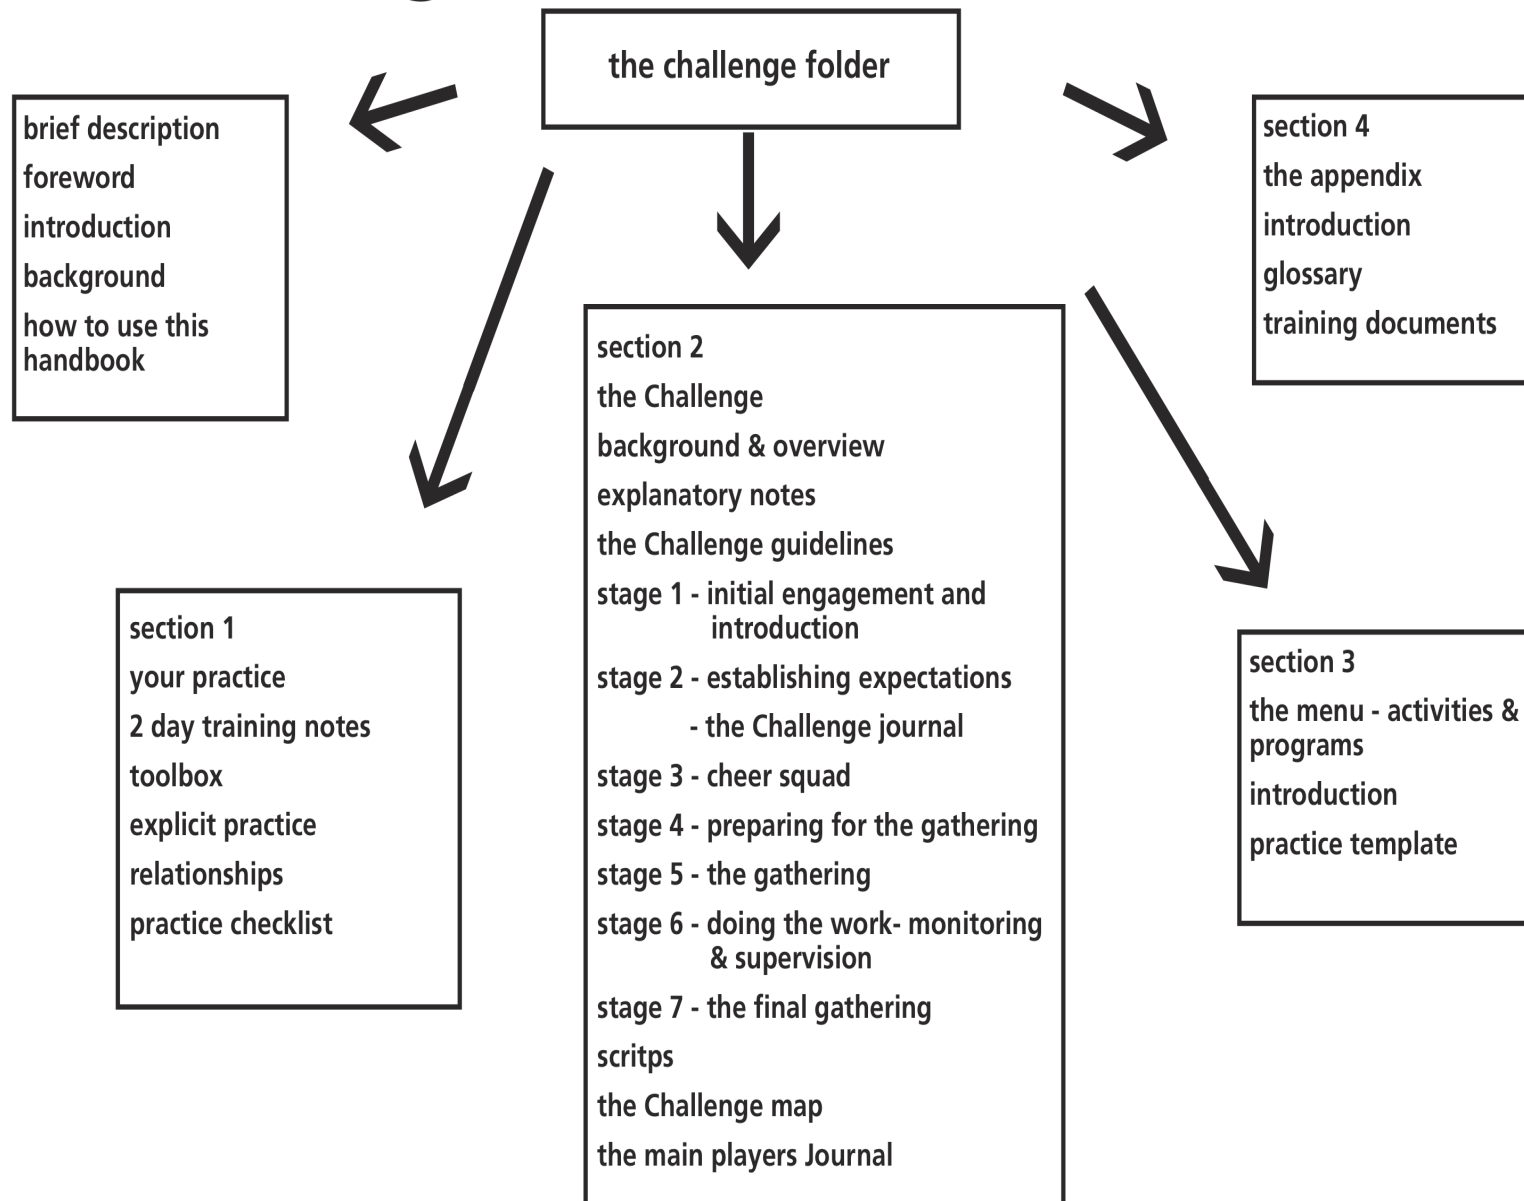 the challenge folder
brief description
foreword
introduction
background
how to use this
handbook
section 1
your practice
2 day training notes
toolbox
explicit practice
relationships
practice checklist
section 2
the Challenge
background & overview
explanatory notes
the Challenge guidelines
stage 1 - initial engagement and
introduction
stage 2 - establishing expectations
- the Challenge journal
stage 3 - cheer squad
stage 4 - preparing for the gathering
stage 5 - the gathering
stage 6 - doing the work- monitoring
& supervision
stage 7 - the final gathering
scritps
the Challenge map
the main players Journal
section 3
the menu - activities &
programs
introduction
practice template
section 4
the appendix
introduction
glossary
training documents